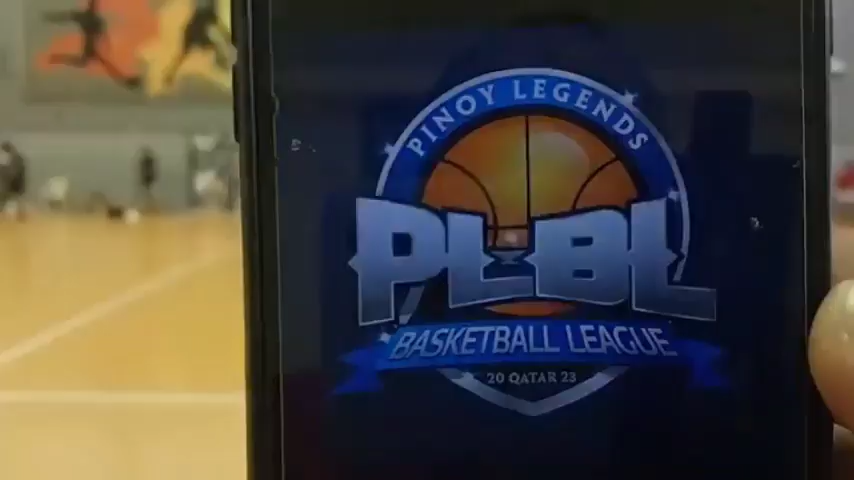 PINOY LEGENDS
PLBL
BASKETBALL LEAGUE
20 QATAR 23